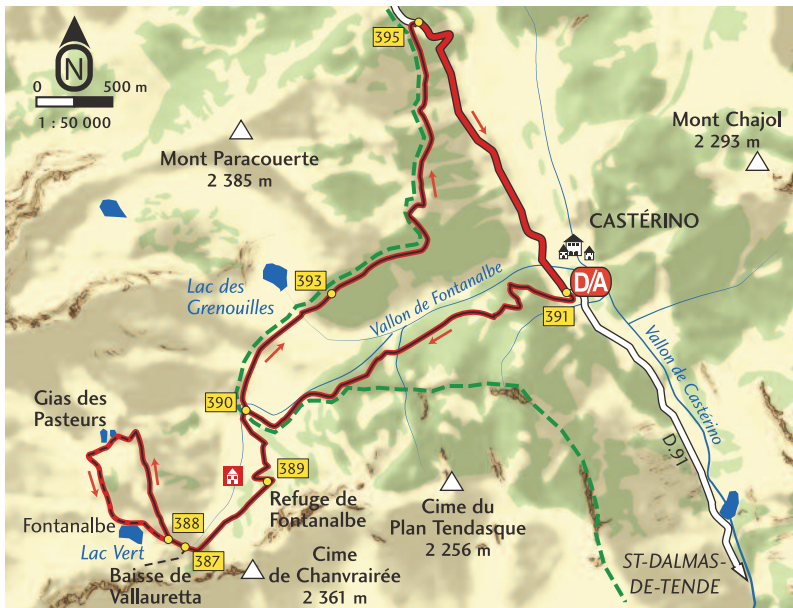 395
N
0 500 m
1 : 50 000
Mont Chajol
2 293 m
Mont Paracouerte
2 385 m
CASTÉRINO
393
Lac des
Grenouilles
Vallon de Fontanalbe
D/A
391
Vallon de Castérino
Gias des
Pasteurs
390
D.91
389
Refuge de
Fontanalbe
Cime du
Plan Tendasque
2 256 m
Fontanalbe
388
Lac Vert
387
Baisse de
Vallauretta
Cime
de Chanvrairée
2 361 m
ST-DALMAS-
DE-TENDE